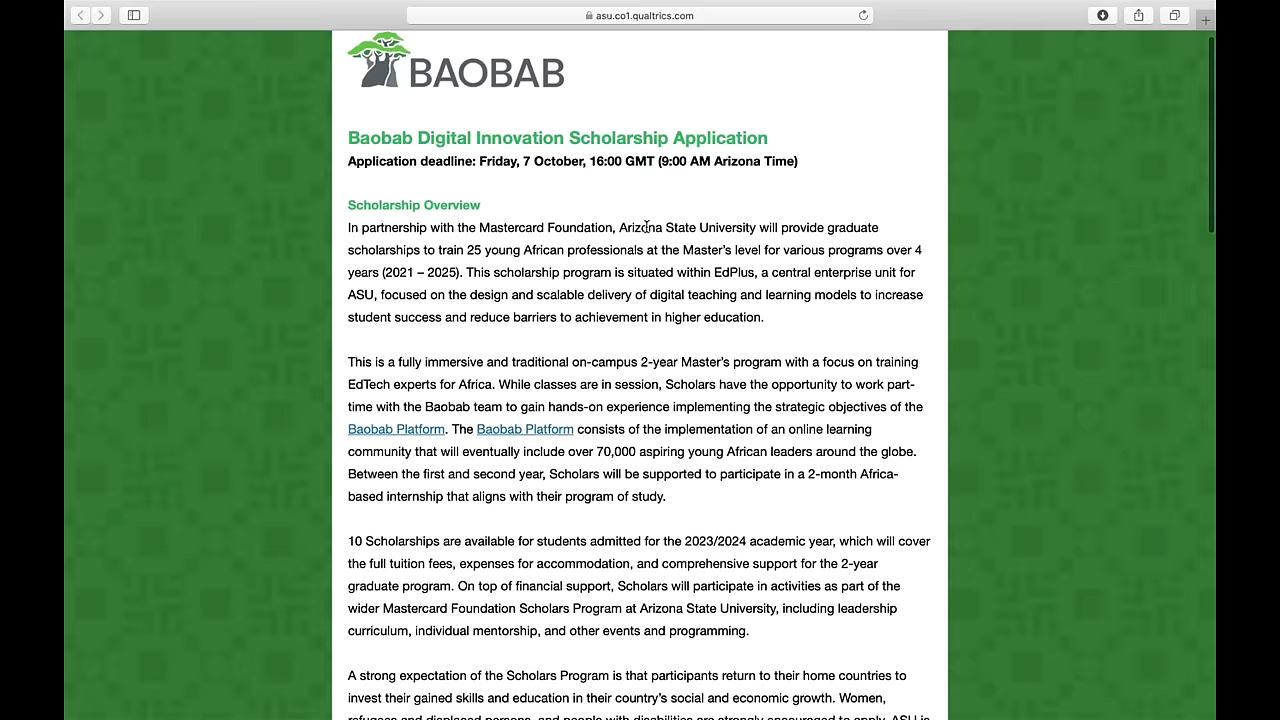 asu.co1.qualtrics.com
BAOBAB
Baobab Digital Innovation Scholarship Application
Application deadline: Friday, 7 October, 16:00 GMT (9:00 AM Arizona Time)
Scholarship Overview
In partnership with the Mastercard Foundation, Arizona State University will provide graduate
scholarships to train 25 young African professionals at the Master's level for various programs over 4
years (2021 – 2025). This scholarship program is situated within EdPlus, a central enterprise unit for
ASU, focused on the design and scalable delivery of digital teaching and learning models to increase
student success and reduce barriers to achievement in higher education.
This is a fully immersive and traditional on-campus 2-year Master's program with a focus on training
EdTech experts for Africa. While classes are in session, Scholars have the opportunity to work part-
time with the Baobab team to gain hands-on experience implementing the strategic objectives of the
Baobab Platform. The Baobab Platform consists of the implementation of an online learning
community that will eventually include over 70,000 aspiring young African leaders around the globe.
Between the first and second year, Scholars will be supported to participate in a 2-month Africa-
based internship that aligns with their program of study.
10 Scholarships are available for students admitted for the 2023/2024 academic year, which will cover
the full tuition fees, expenses for accommodation, and comprehensive support for the 2-year
graduate program. On top of financial support, Scholars will participate in activities as part of the
wider Mastercard Foundation Scholars Program at Arizona State University, including leadership
curriculum, individual mentorship, and other events and programming.
A strong expectation of the Scholars Program is that participants return to their home countries to
invest their gained skills and education in their country's social and economic growth. Women,
refugees and displaced persons, and people with disabilities are strongly encouraged to apply. ASU is